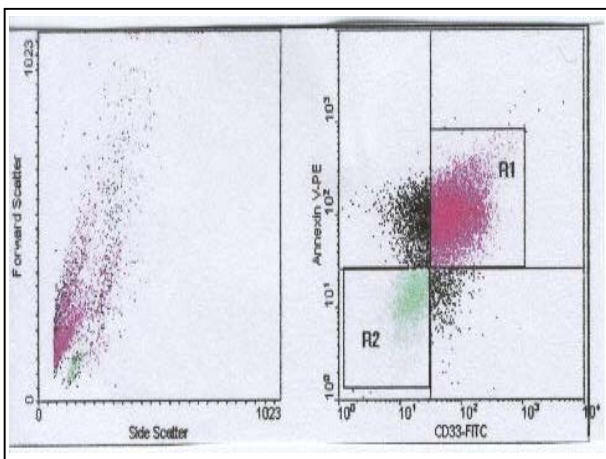 1023
Forward Scatter
0
0
1023
Side Scatter
Annexin V-PE
10³
10²
10¹
10⁰
R1
R2
10⁰
10¹
10²
10³
10⁴
CD33-FITC